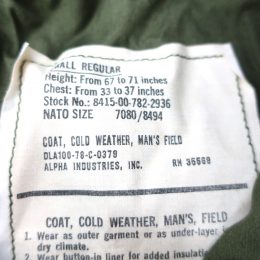 SMALL REGULAR
Height: From 67 to 71 inches
Chest: From 33 to 37 inches
Stock No.: 8415-00-782-2936
NATO SIZE 7080/8494
COAT, COLD WEATHER, MAN'S FIELD
DLA100-78-C-0379
ALPHA INDUSTRIES, INC. RN 36569
COAT, COLD WEATHER, MAN'S, FIELD
1. Wear as outer garment or as under-layer
dry climate.
2. Wear button-in liner for added insulation